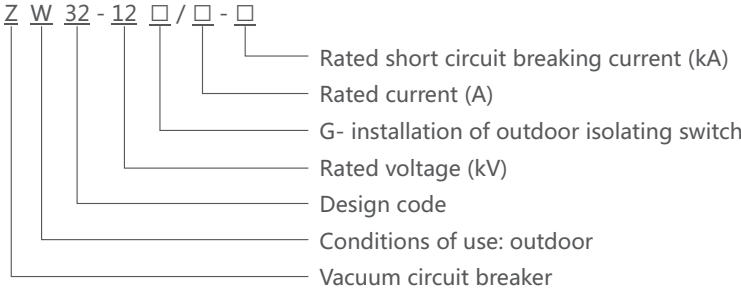 Z W 32 - 12 □ / □ - □
Rated short circuit breaking current (kA)
Rated current (A)
G- installation of outdoor isolating switch
Rated voltage (kV)
Design code
Conditions of use: outdoor
Vacuum circuit breaker